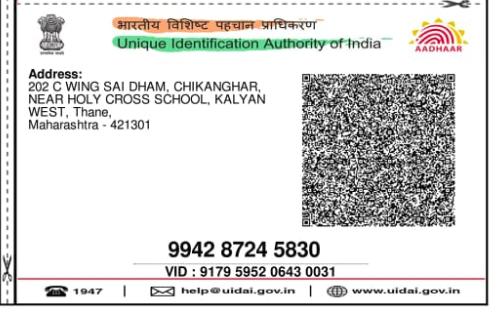 भारतीय विशिष्ट पहचान प्राधिकरण
Unique Identification Authority of India
AADHAAR
Address:
202 C WING SAI DHAM, CHIKANGHAR,
NEAR HOLY CROSS SCHOOL, KALYAN
WEST, Thane,
Maharashtra - 421301
9942 8724 5830
VID : 9179 5952 0643 0031
1947 | help@uidai.gov.in | www.uidai.gov.in